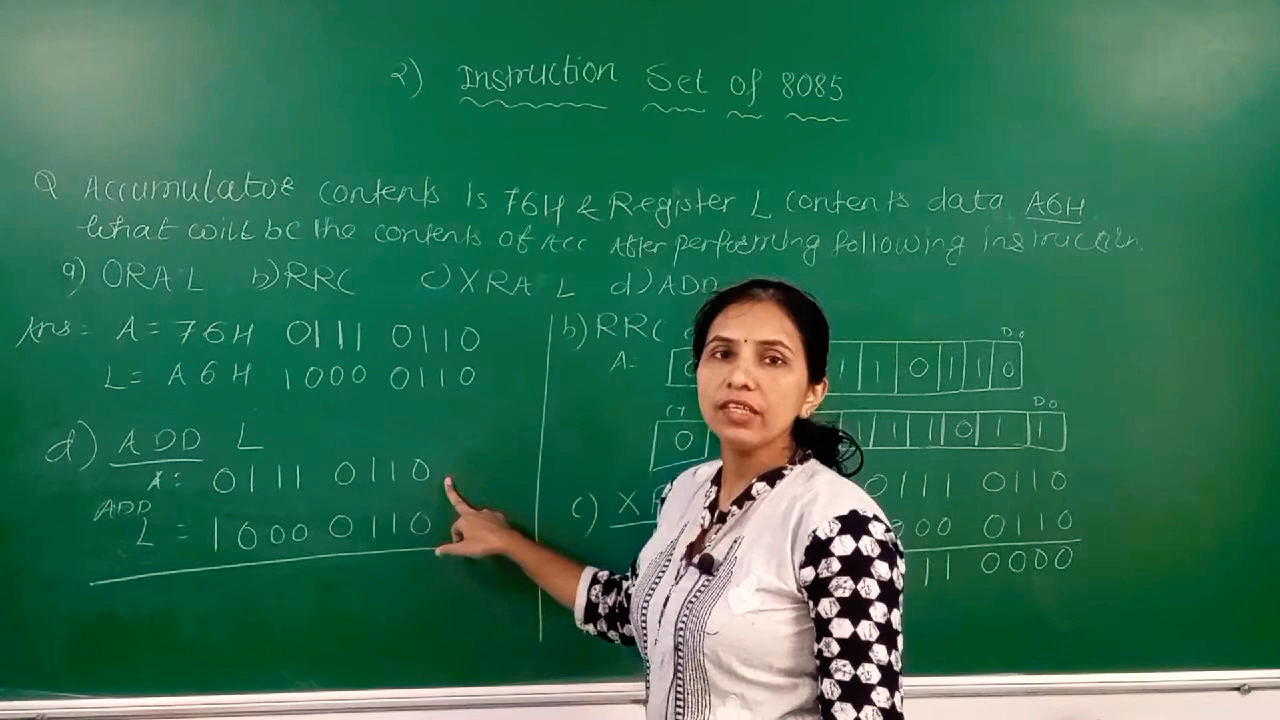 2) Instruction Set of 8085
Q Accumulator contents is 76H & Register L contents data A6H
what will be the contents of Acc after performing following instruction.
a) ORA L b) RRC c) XRA L d) ADD
Ans: A = 76H 0111 0110
L = A6H 1000 0110
d) ADD L
A: 0111 0110
ADD
L = 1000 0110
b) RRC
D0
A= 1 1 0 1 1 0
C7 D0
0 1 1 1 0 1 1
c) X 0111 0110
00 0110
11 0000